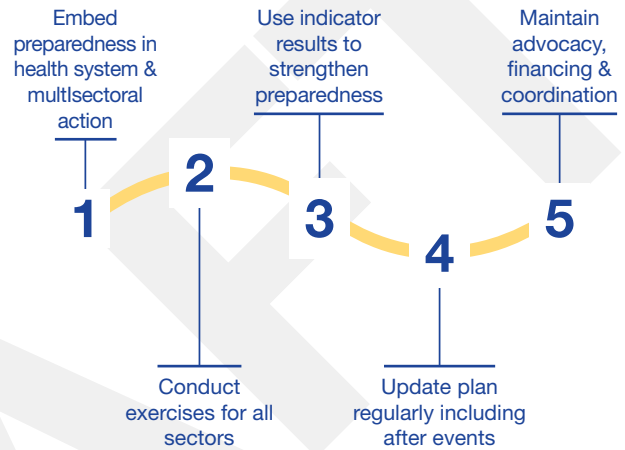 Embed
preparedness in
health system &
multIsectoral
action
Use indicator
results to
strengthen
preparedness
Maintain
advocacy,
financing &
coordination
1
2
3
4
5
Conduct
exercises for all
sectors
Update plan
regularly including
after events